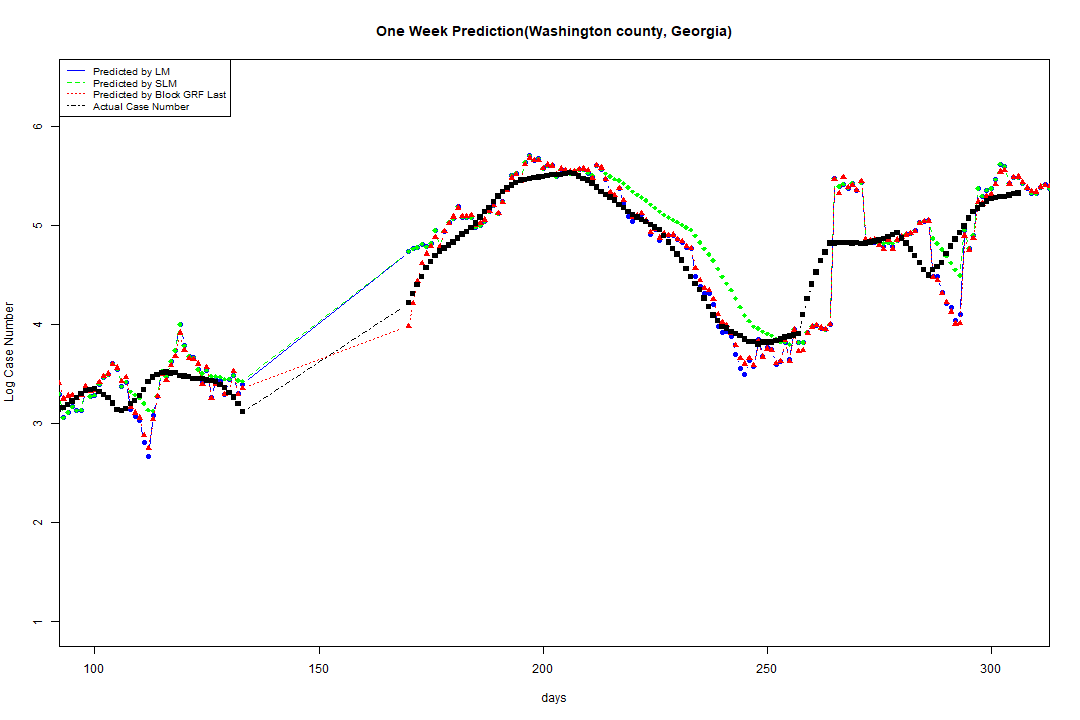 One Week Prediction(Washington county, Georgia)
Predicted by LM
Predicted by SLM
Predicted by Block GRF Last
Actual Case Number
6
5
4
3
2
1
Log Case Number
100 150 200 250 300
days